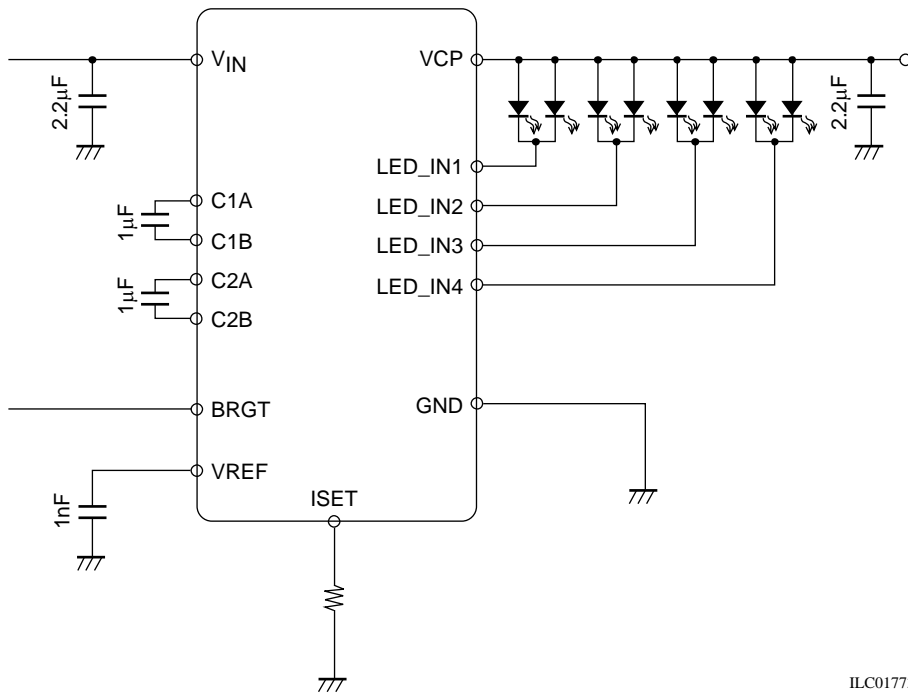 VIN
VCP
2.2μF
2.2μF
LED_IN1
C1A
LED_IN2
1μF
C1B
LED_IN3
C2A
LED_IN4
1μF
C2B
BRGT
GND
VREF
1nF
ISET
ILC0177